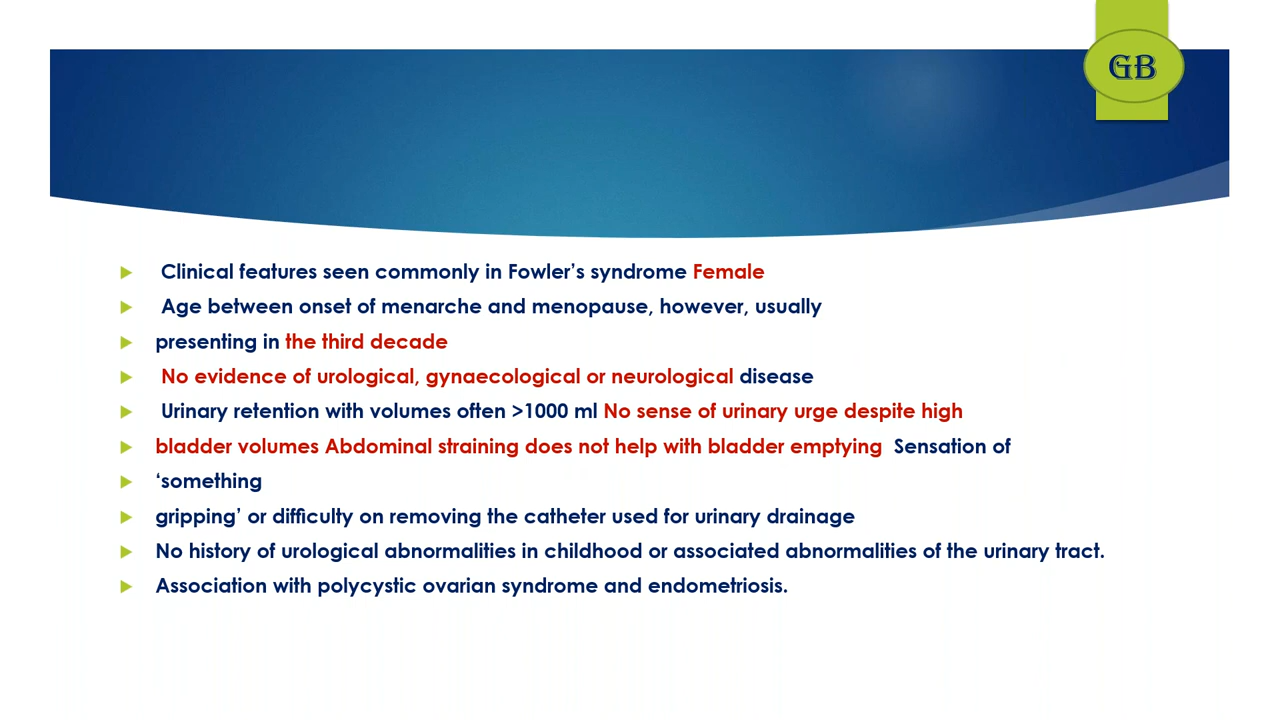 GB
Clinical features seen commonly in Fowler’s syndrome Female
Age between onset of menarche and menopause, however, usually
presenting in the third decade
No evidence of urological, gynaecological or neurological disease
Urinary retention with volumes often >1000 ml No sense of urinary urge despite high
bladder volumes Abdominal straining does not help with bladder emptying Sensation of
‘something
gripping’ or difficulty on removing the catheter used for urinary drainage
No history of urological abnormalities in childhood or associated abnormalities of the urinary tract.
Association with polycystic ovarian syndrome and endometriosis.